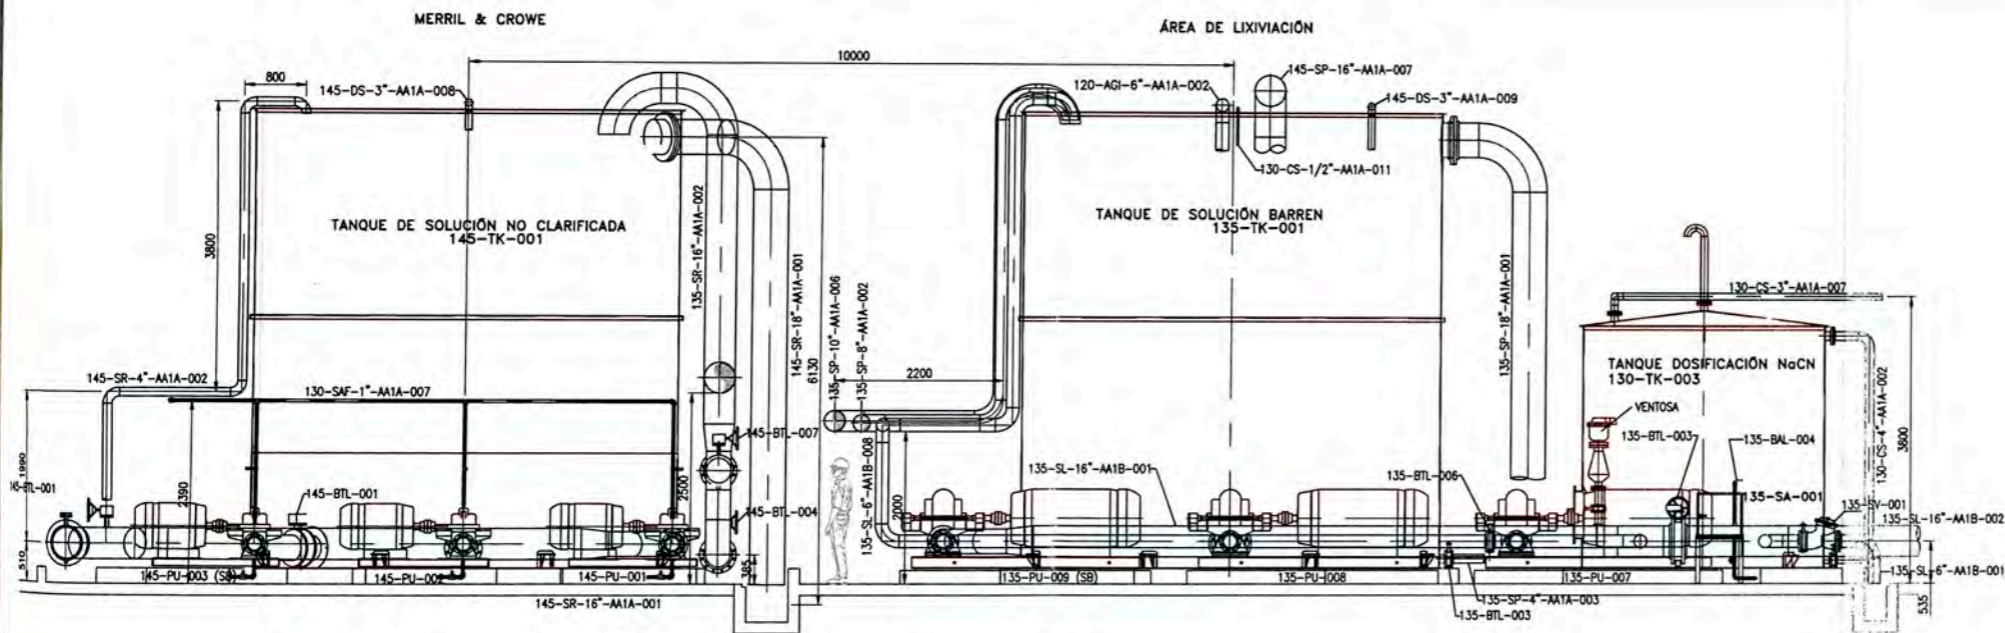 MERRIL & CROWE
ÁREA DE LIXIVIACIÓN
10000
800
145-DS-3"-AA1A-008
120-AGI-6"-AA1A-002
145-SP-16"-AA1A-007
145-DS-3"-AA1A-009
130-CS-1/2"-AA1A-011
3800
TANQUE DE SOLUCIÓN NO CLARIFICADA
145-TK-001
135-SR-16"-AA1A-002
145-SR-18"-AA1A-001
6130
TANQUE DE SOLUCIÓN BARREN
135-TK-001
135-SP-10"-AA1A-006
135-SP-8"-AA1A-002
2200
135-SP-18"-AA1A-001
130-CS-3"-AA1A-007
TANQUE DOSIFICACIÓN NaCN
130-TK-003
VENTOSA
130-CS-4"-AA1A-002
3800
145-SR-4"-AA1A-002
130-SAF-1"-AA1A-007
2390
2500
145-BTL-007
135-BTL-003
135-BAL-004
135-SL-6"-AA1B-008
2000
135-SL-16"-AA1B-001
135-BTL-006
145-BTL-001
145-BTL-004
135-SA-001
135-SV-001
135-SL-16"-AA1B-002
510
385
145-PU-003 (SB)
145-PU-002
145-PU-001
135-PU-009 (SB)
135-PU-008
135-PU-007
135-SL-6"-AA1B-001
145-SR-16"-AA1A-001
135-SP-4"-AA1A-003
135-BTL-003
535